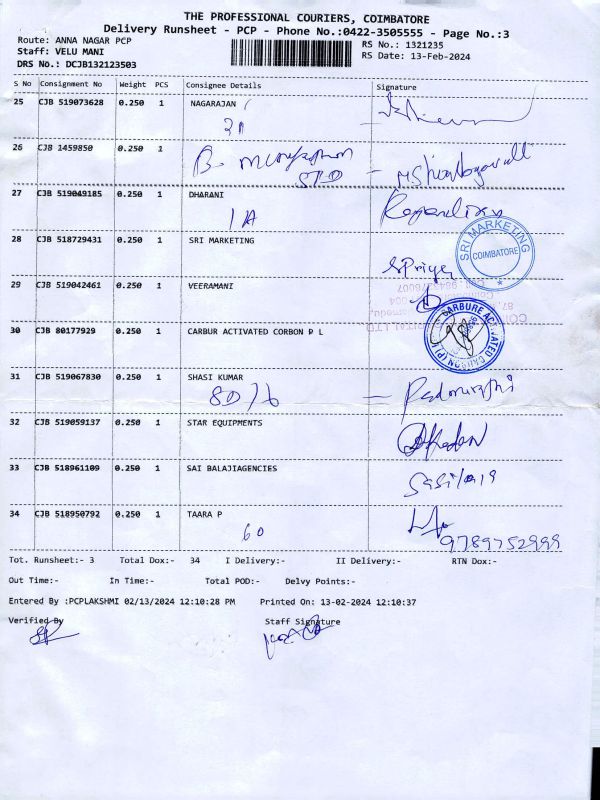 THE PROFESSIONAL COURIERS, COIMBATORE
Delivery Runsheet - PCP - Phone No.:0422-3505555 - Page No.:3
Route: ANNA NAGAR PCP
Staff: VELU MANI
DRS No.: DCJB132123503
RS No.: 1321235
RS Date: 13-Feb-2024
S No Consignment No Weight PCS Consignee Details Signature
25 CJB 519073628 0.250 1 NAGARAJAN
26 CJB 1459850 0.250 1
27 CJB 519049185 0.250 1 DHARANI
1A
28 CJB 518729431 0.250 1 SRI MARKETING
SRI MARKETING
COIMBATORE
29 CJB 519042461 0.250 1 VEERAMANI
30 CJB 80177929 0.250 1 CARBUR ACTIVATED CORBON P L
31 CJB 519067830 0.250 1 SHASI KUMAR
32 CJB 519059137 0.250 1 STAR EQUIPMENTS
33 CJB 518961109 0.250 1 SAI BALAJIAGENCIES
34 CJB 518950792 0.250 1 TAARA P
60
9789752999
Tot. Runsheet:- 3 Total Dox:- 34 I Delivery:- II Delivery:- RTN Dox:-
Out Time:- In Time:- Total POD:- Delvy Points:-
Entered By :PCPLAKSHMI 02/13/2024 12:10:28 PM Printed On: 13-02-2024 12:10:37
Verified By Staff Signature